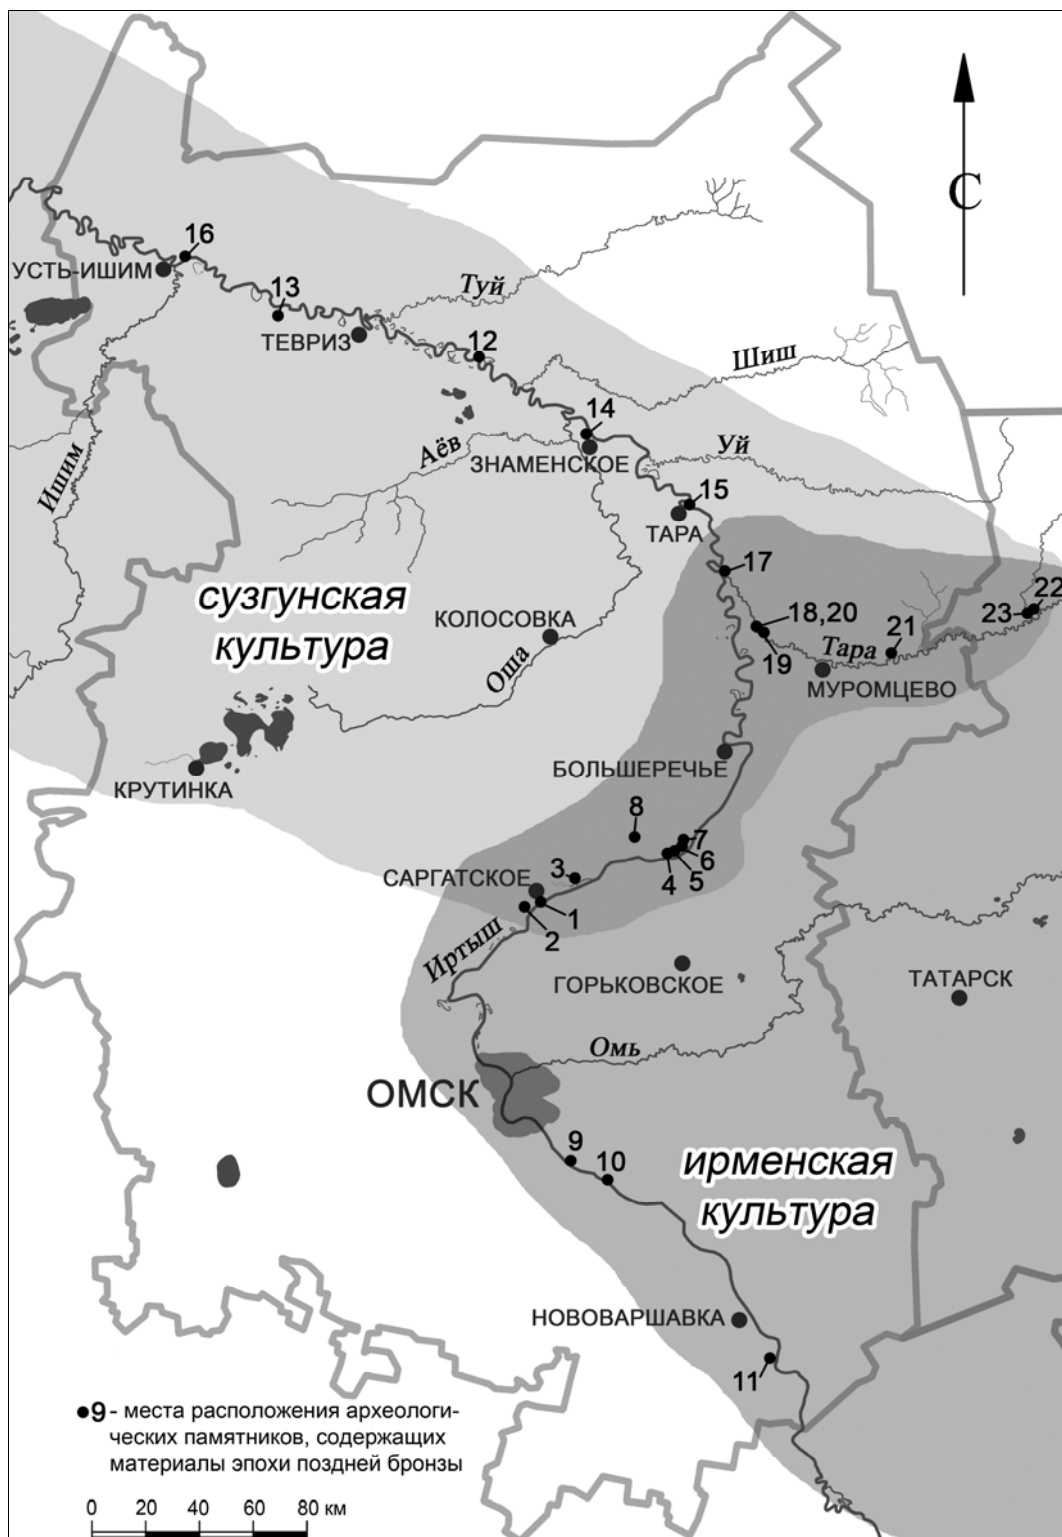 С
16
УСТЬ-ИШИМ
13
Туй
ТЕВРИЗ
12
Шиш
14
Аёв
ЗНАМЕНСКОЕ
Уй
Ишим
15
ТАРА
17
сузгунская
культура
22
23
18,20
КОЛОСОВКА
19
Тара
21
Оша
МУРОМЦЕВО
БОЛЬШЕРЕЧЬЕ
КРУТИНКА
8
7
6
5
4
3
САРГАТСКОЕ
1
2
Иртыш
ГОРЬКОВСКОЕ
ТАТАРСК
Омь
ОМСК
9
10
ирменская
культура
НОВОВАРШАВКА
11
9 - места расположения археологи-
ческих памятников, содержащих
материалы эпохи поздней бронзы
0 20 40 60 80 км